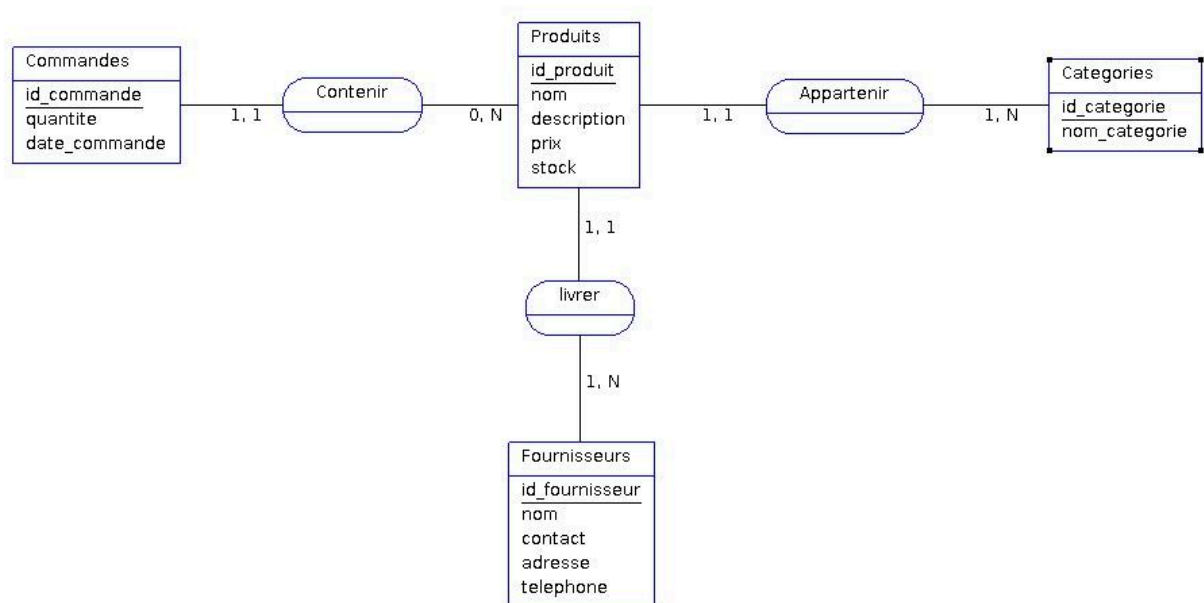 Commandes
id_commande
quantite
date_commande
1, 1
Contenir
0, N
Produits
id_produit
nom
description
prix
stock
1, 1
Appartenir
1, N
Categories
id_categorie
nom_categorie
1, 1
livrer
1, N
Fournisseurs
id_fournisseur
nom
contact
adresse
telephone